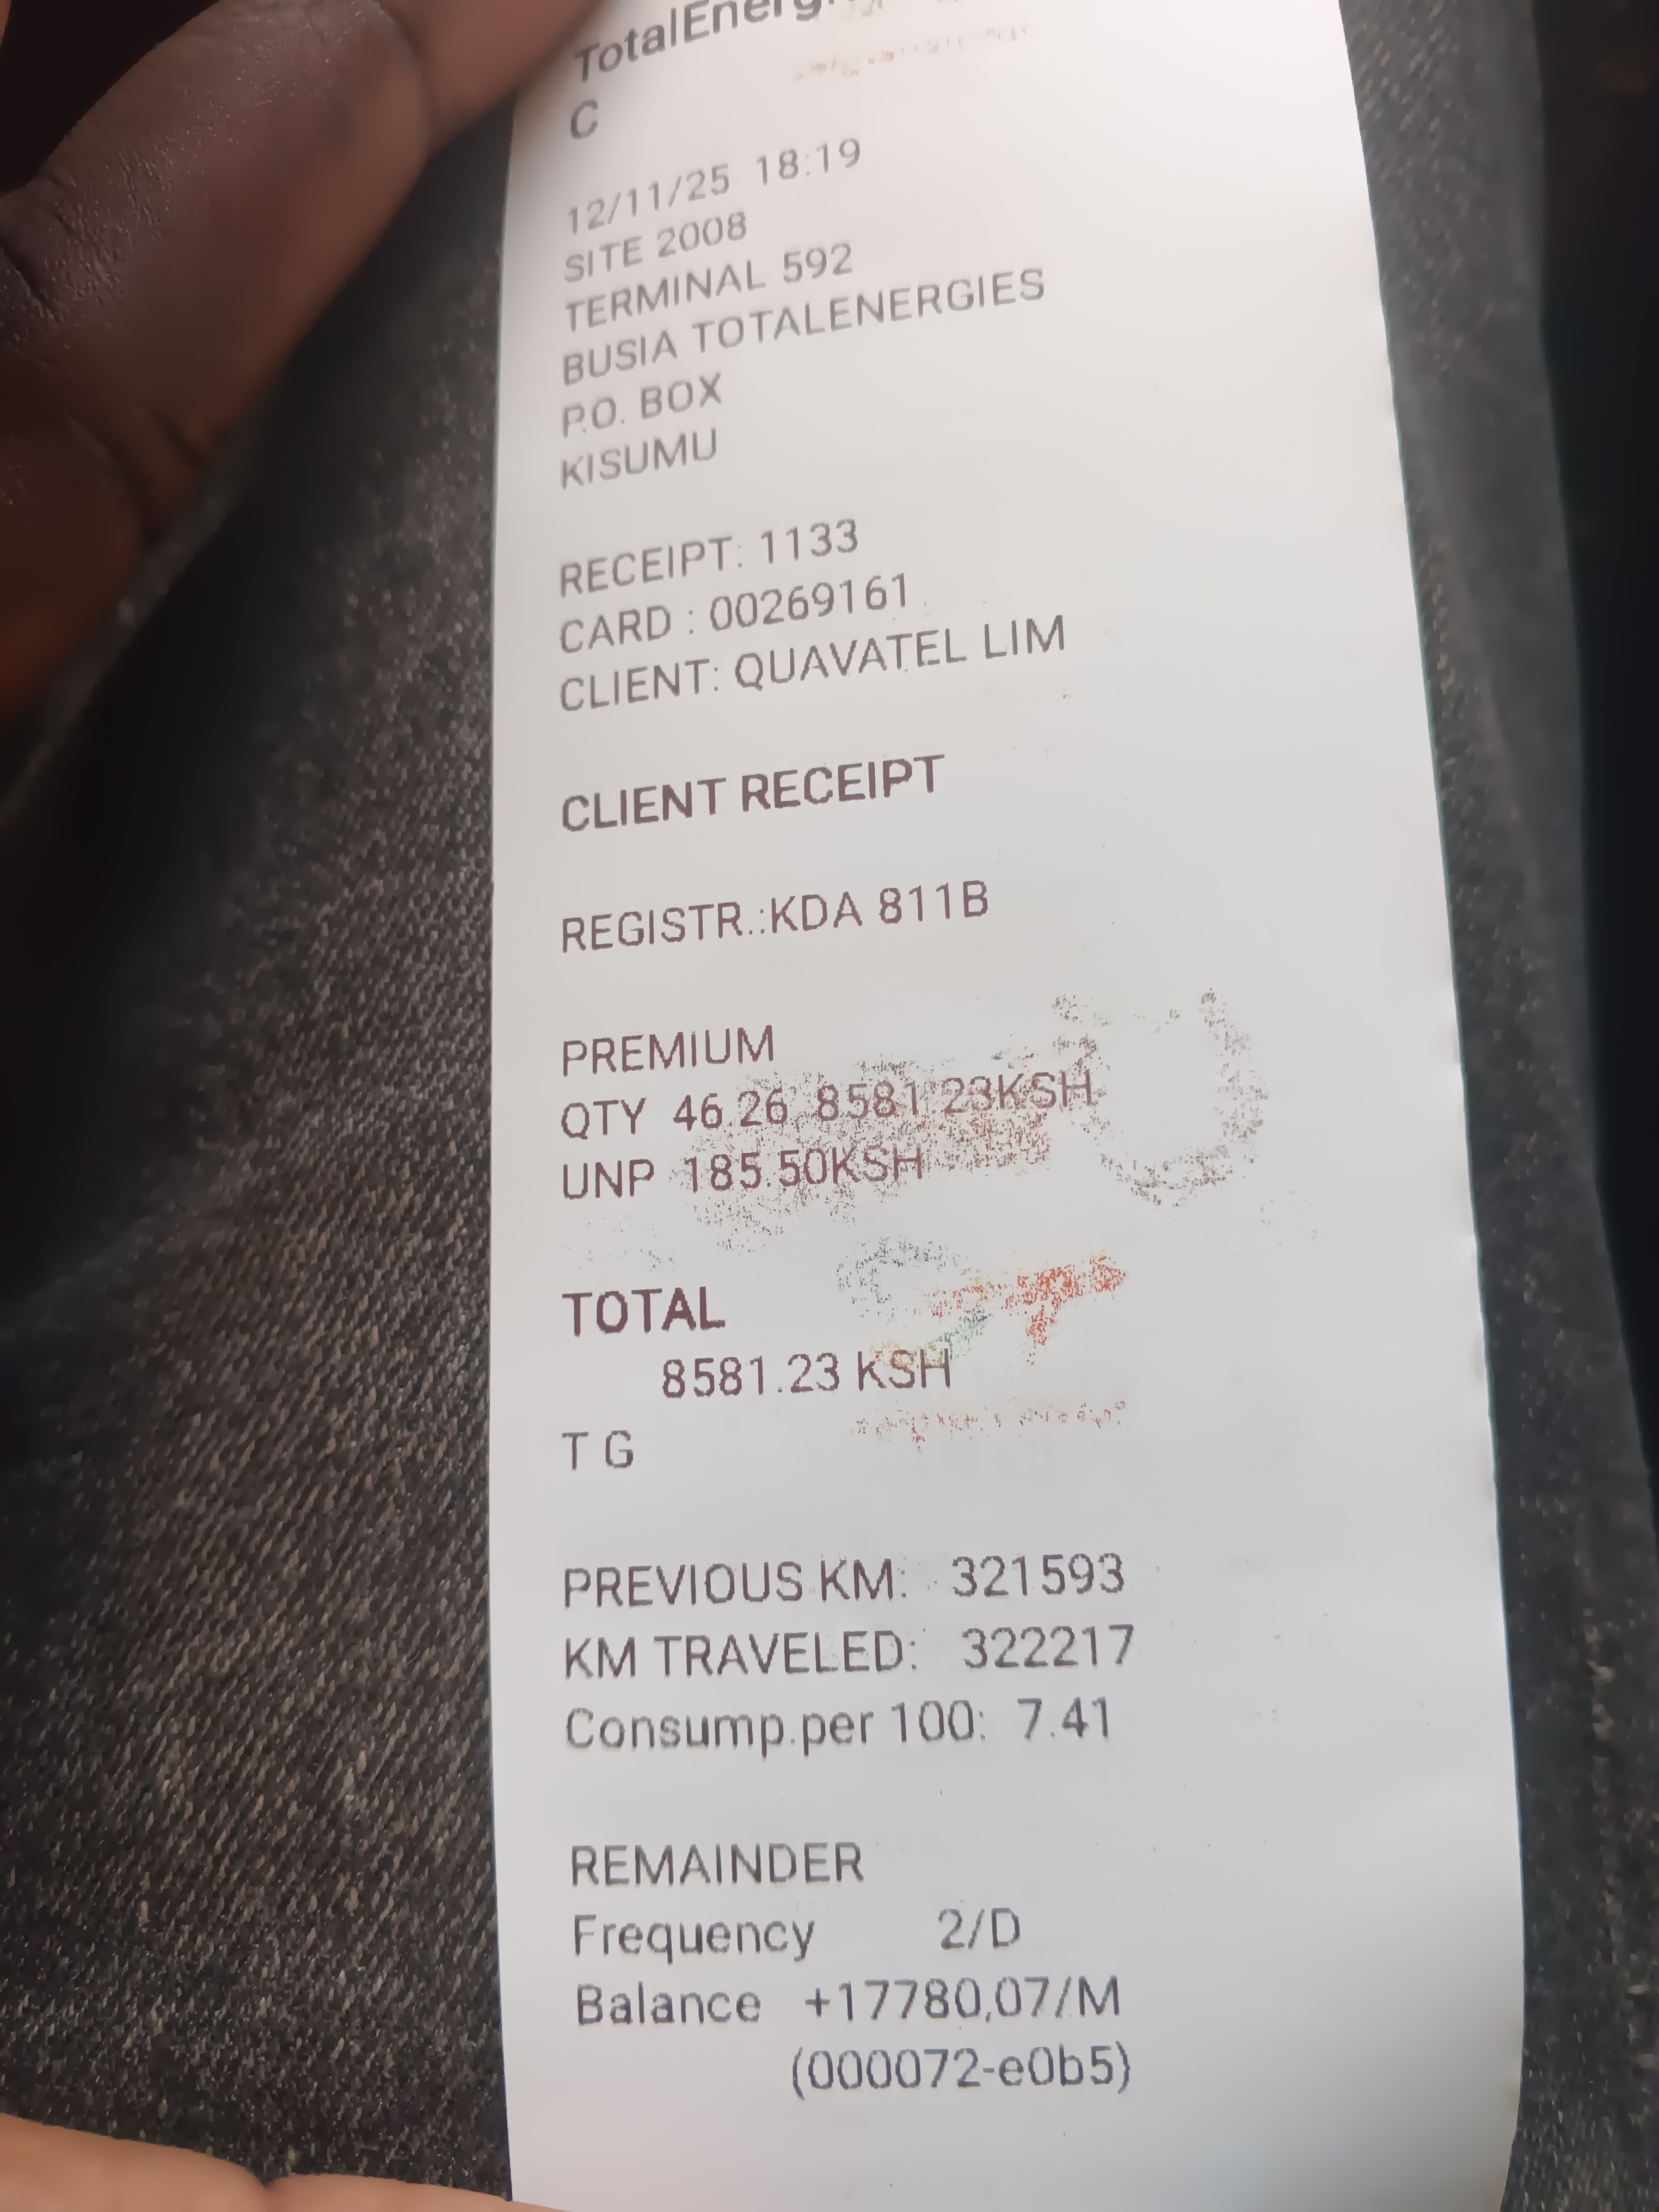 C
12/11/25 18:19
SITE 2008
TERMINAL 592
BUSIA TOTALENERGIES
P.O. BOX
KISUMU
RECEIPT: 1133
CARD : 00269161
CLIENT: QUAVATEL LIM
CLIENT RECEIPT
REGISTR.:KDA 811B
PREMIUM
QTY 46.26 8581.23KSH
UNP 185.50KSH
TOTAL
8581.23 KSH
T G
PREVIOUS KM: 321593
KM TRAVELED: 322217
Consump.per 100: 7.41
REMAINDER
Frequency 2/D
Balance +17780,07/M
(000072-e0b5)